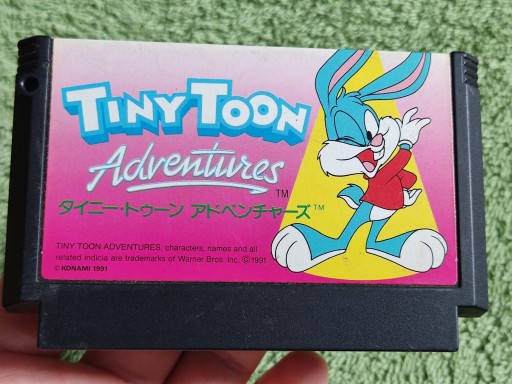 TINY TOON
Adventures™
タイニー・トゥーン アドベンチャーズ™
TINY TOON ADVENTURES, characters, names and all
related indicia are trademarks of Warner Bros. Inc. ©1991
© KONAMI 1991